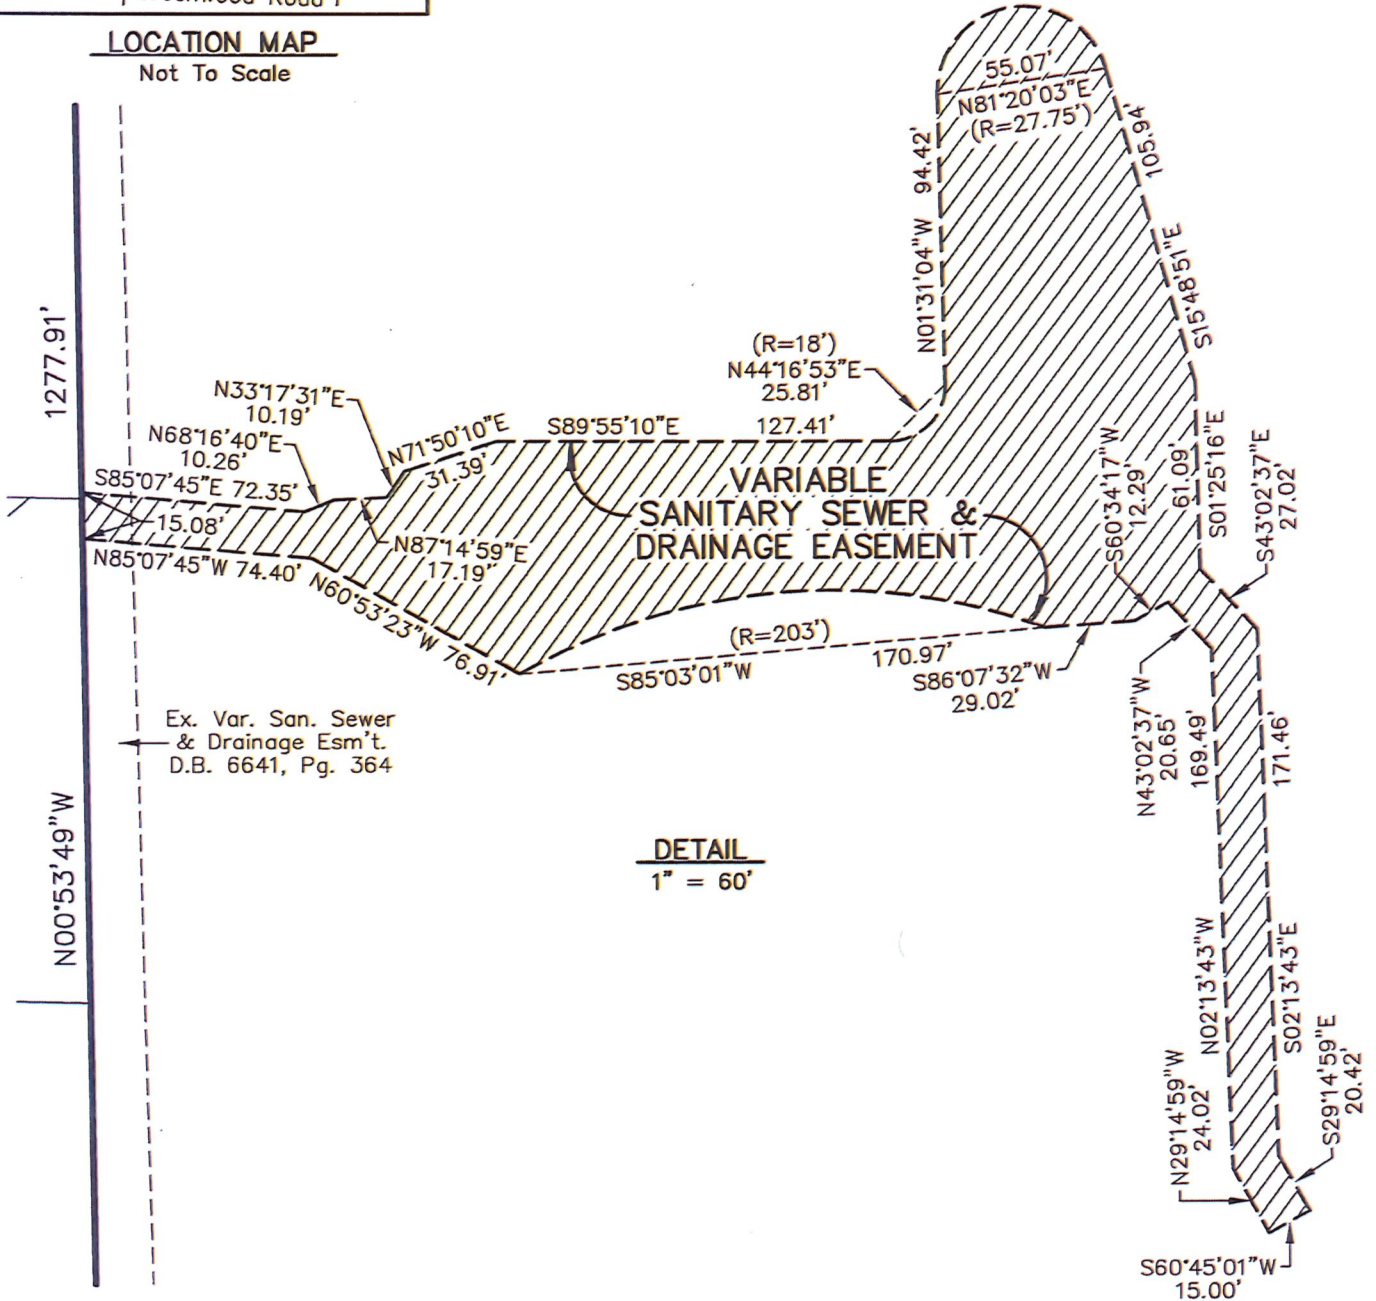 LOCATION MAP
Not To Scale
55.07'
N81°20'03"E
(R=27.75')
105.94'
S15°48'51"E
N01°31'04"W 94.42'
(R=18')
N44°16'53"E
25.81'
1277.91'
N00°53'49"W
N33°17'31"E
10.19'
N68°16'40"E
10.26'
S85°07'45"E 72.35'
N71°50'10"E
31.39'
S89°55'10"E 127.41'
15.08'
N87°14'59"E
17.19'
N85°07'45"W 74.40'
N60°53'23"W 76.91'
VARIABLE
SANITARY SEWER &
DRAINAGE EASEMENT
S60°34'17"W
12.29'
61.09'
S01°25'16"E
S43°02'37"E
27.02'
(R=203')
S85°03'01"W 170.97'
S86°07'32"W
29.02'
N43°02'37"W
20.65'
169.49'
171.46'
Ex. Var. San. Sewer
& Drainage Esm't.
D.B. 6641, Pg. 364
DETAIL
1" = 60'
N02°13'43"W
S02°13'43"E
N29°14'59"W
24.02'
S29°14'59"E
20.42'
S60°45'01"W
15.00'